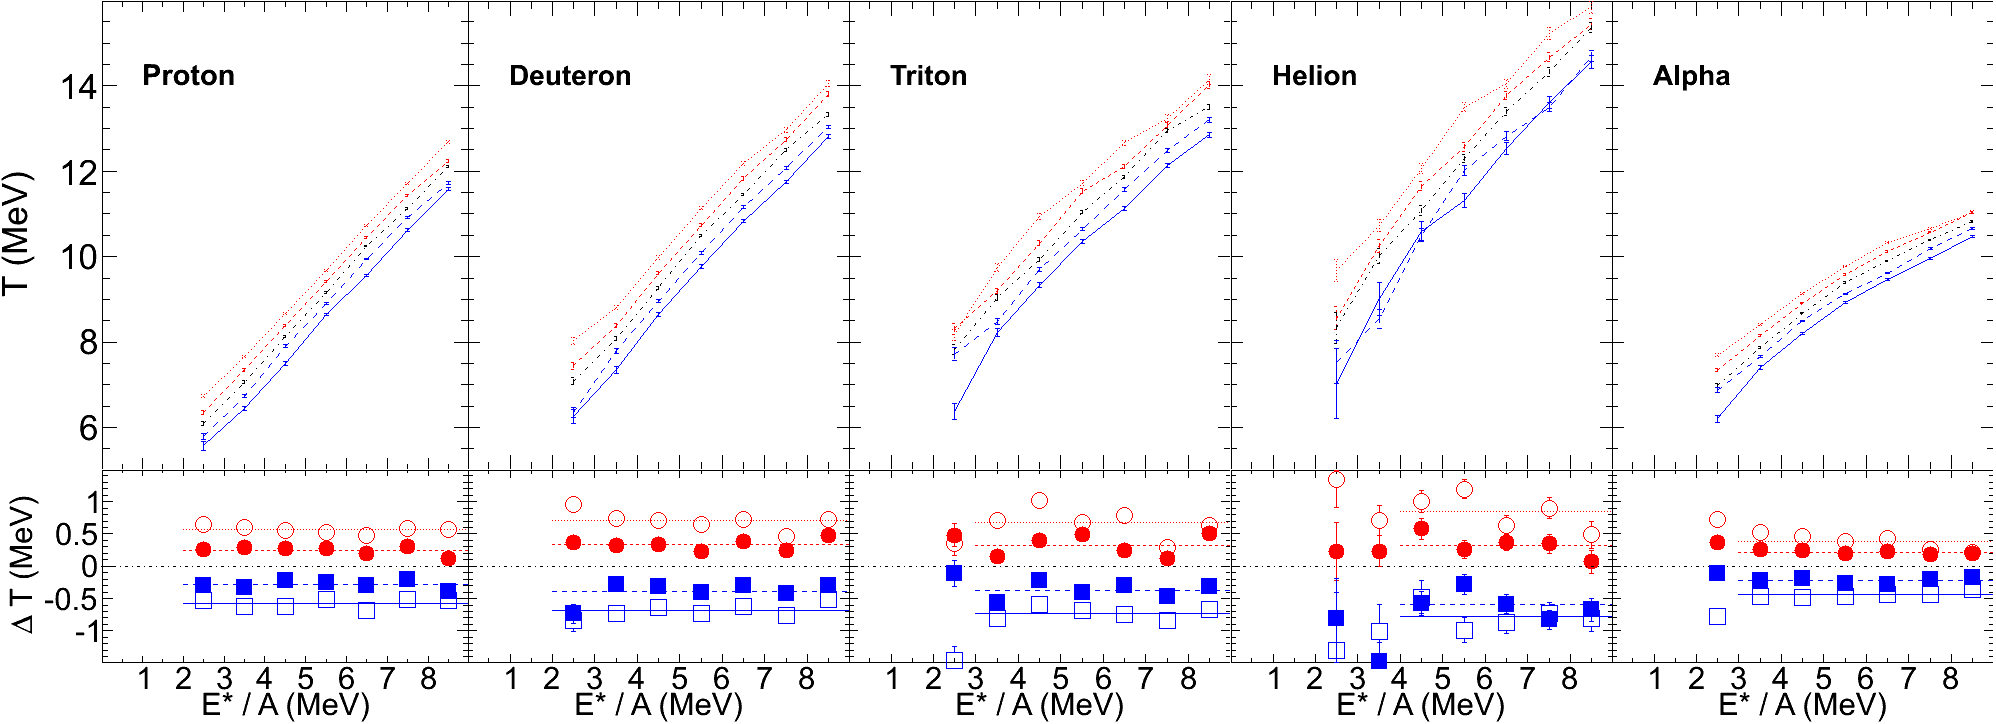 Proton Deuteron Triton Helion Alpha
T (MeV)
14
12
10
8
6
Δ T (MeV)
1
0.5
0
-0.5
-1
1 2 3 4 5 6 7 8 1 2 3 4 5 6 7 8 1 2 3 4 5 6 7 8 1 2 3 4 5 6 7 8 1 2 3 4 5 6 7 8
E* / A (MeV) E* / A (MeV) E* / A (MeV) E* / A (MeV) E* / A (MeV)